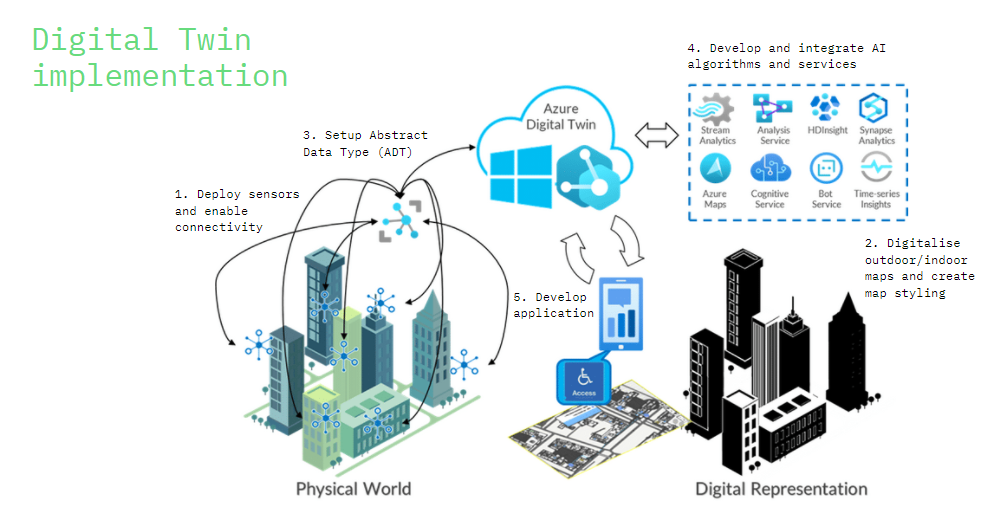 Digital Twin
implementation
4. Develop and integrate AI
algorithms and services
Azure
Digital Twin
Stream
Analytics
Analysis
Service
HDInsight
Synapse
Analytics
Azure
Maps
Cognitive
Service
Bot
Service
Time-series
Insights
3. Setup Abstract
Data Type (ADT)
1. Deploy sensors
and enable
connectivity
2. Digitalise
outdoor/indoor
maps and create
map styling
5. Develop
application
Access
Physical World
Digital Representation